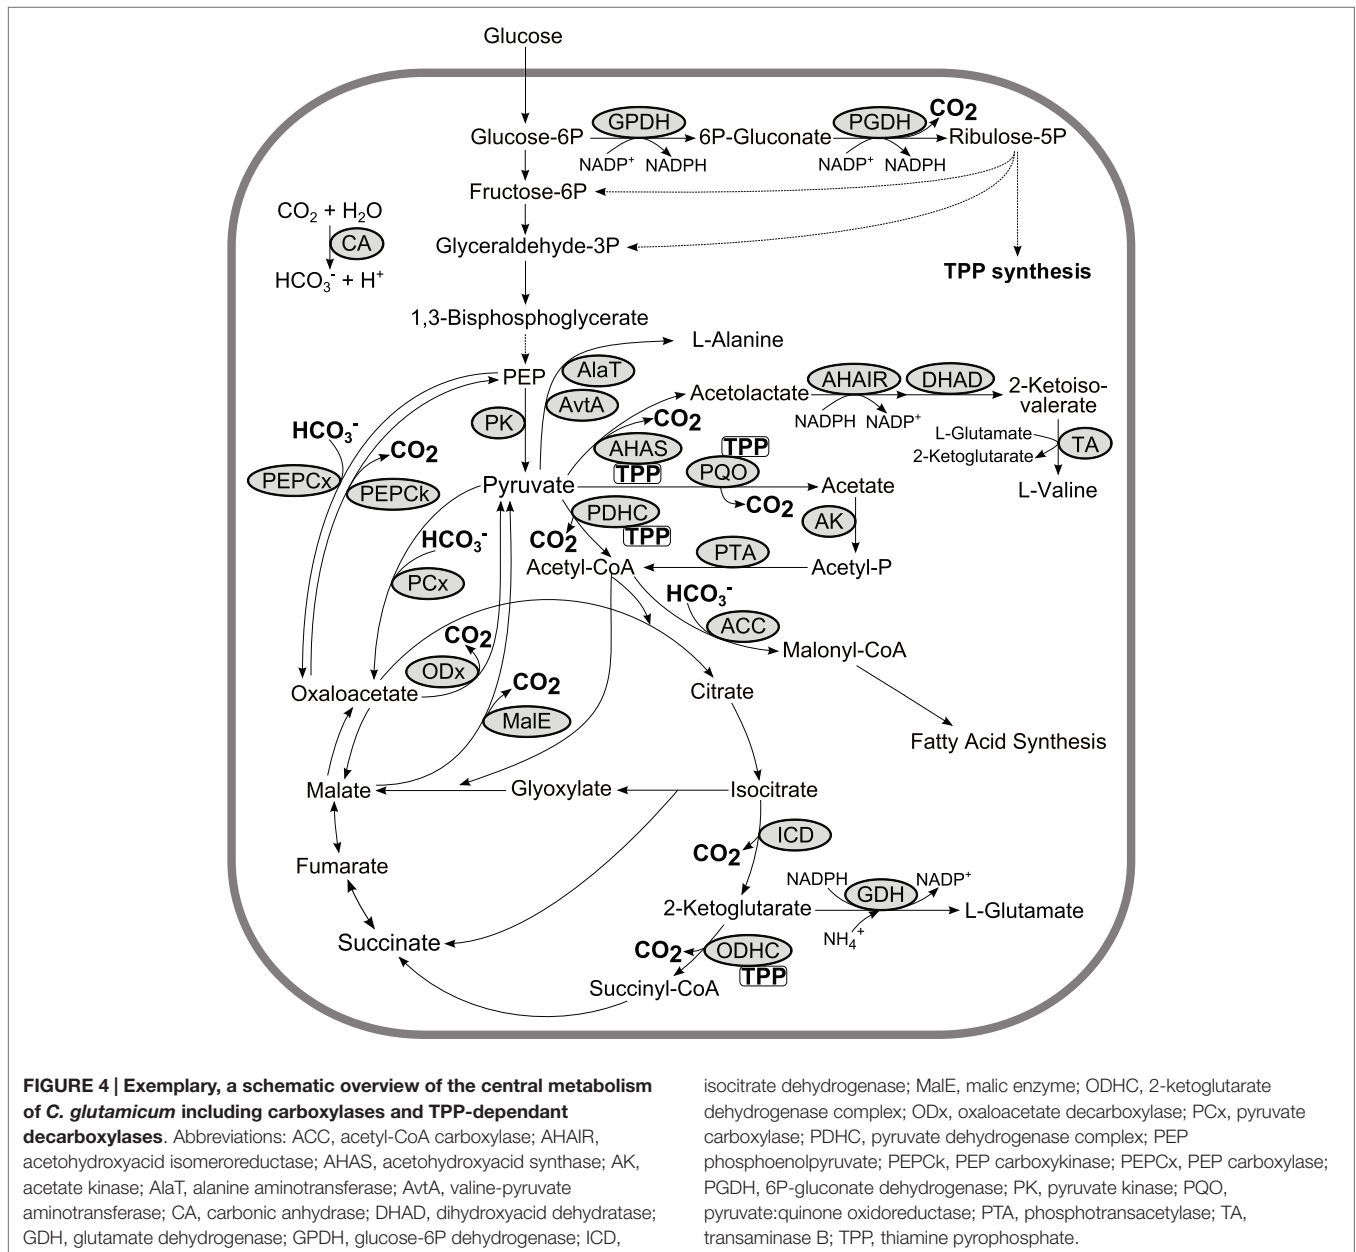 Glucose
Glucose-6P
GPDH
NADP⁺ NADPH
6P-Gluconate
PGDH
CO2
NADP⁺ NADPH
Ribulose-5P
Fructose-6P
CO₂ + H₂O
CA
HCO₃⁻ + H⁺
Glyceraldehyde-3P
TPP synthesis
1,3-Bisphosphoglycerate
L-Alanine
PEP
AlaT
AvtA
PK
Acetolactate
AHAIR
DHAD
NADPH NADP⁺
2-Ketoiso-
valerate
L-Glutamate
2-Ketoglutarate
TA
L-Valine
HCO₃⁻
CO2
PEPCx
PEPCk
CO2
AHAS
TPP
TPP
PQO
CO2
Pyruvate
Acetate
AK
PDHC
TPP
CO2
Acetyl-CoA
PTA
Acetyl-P
HCO₃⁻
PCx
HCO₃⁻
ACC
Malonyl-CoA
CO2
ODx
Oxaloacetate
CO2
MalE
Citrate
Fatty Acid Synthesis
Malate
Glyoxylate
Isocitrate
ICD
CO2
Fumarate
NADPH
GDH
NADP⁺
2-Ketoglutarate
NH₄⁺
L-Glutamate
Succinate
CO2
ODHC
TPP
Succinyl-CoA
FIGURE 4 | Exemplary, a schematic overview of the central metabolism
of C. glutamicum including carboxylases and TPP-dependant
decarboxylases. Abbreviations: ACC, acetyl-CoA carboxylase; AHAIR,
acetohydroxyacid isomeroreductase; AHAS, acetohydroxyacid synthase; AK,
acetate kinase; AlaT, alanine aminotransferase; AvtA, valine-pyruvate
aminotransferase; CA, carbonic anhydrase; DHAD, dihydroxyacid dehydratase;
GDH, glutamate dehydrogenase; GPDH, glucose-6P dehydrogenase; ICD,
isocitrate dehydrogenase; MalE, malic enzyme; ODHC, 2-ketoglutarate
dehydrogenase complex; ODx, oxaloacetate decarboxylase; PCx, pyruvate
carboxylase; PDHC, pyruvate dehydrogenase complex; PEP
phosphoenolpyruvate; PEPCk, PEP carboxykinase; PEPCx, PEP carboxylase;
PGDH, 6P-gluconate dehydrogenase; PK, pyruvate kinase; PQO,
pyruvate:quinone oxidoreductase; PTA, phosphotransacetylase; TA,
transaminase B; TPP, thiamine pyrophosphate.